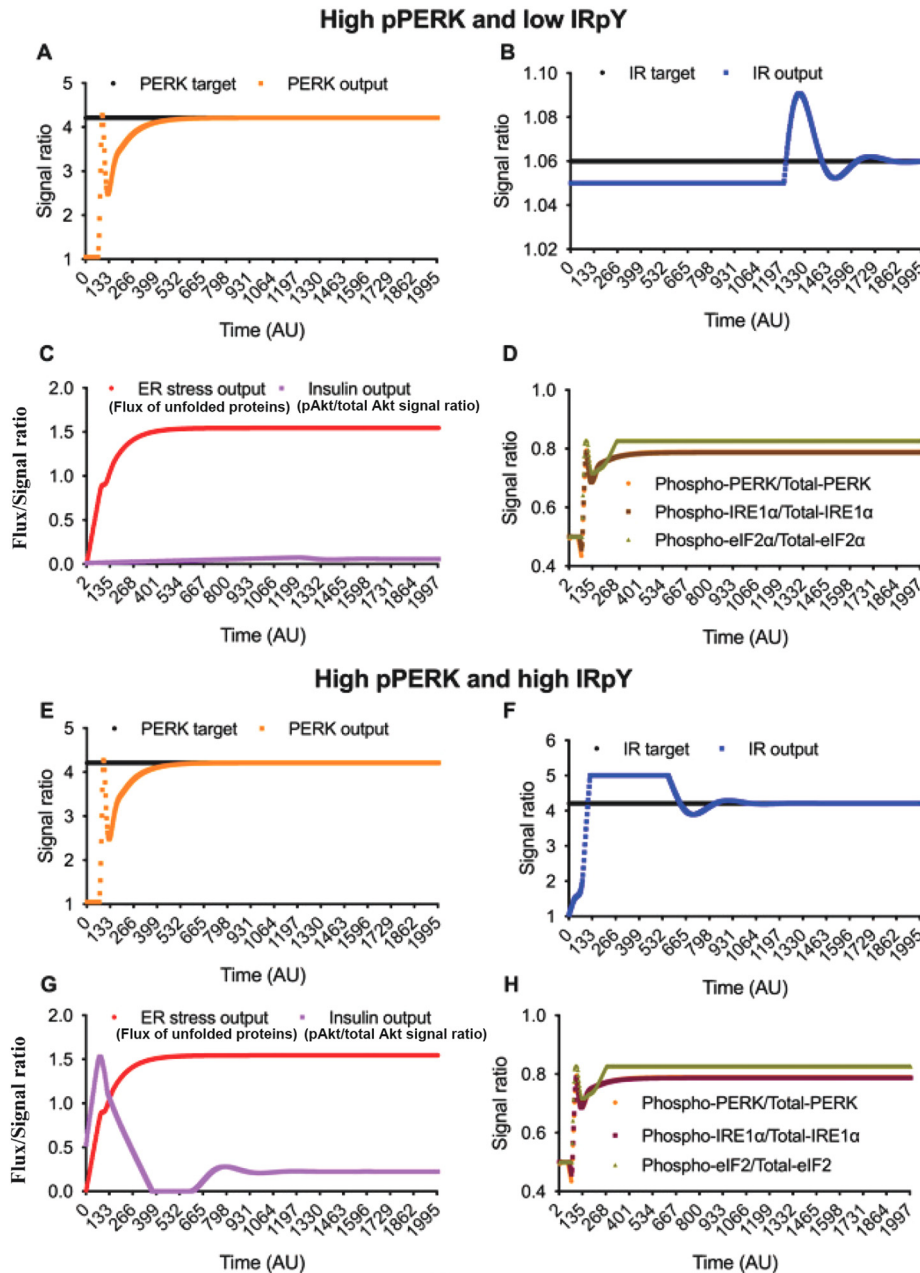 High pPERK and low IRpY
A
PERK target PERK output
Signal ratio
5
4
3
2
1
0 133 266 399 532 665 798 931 1064 1197 1330 1463 1596 1729 1862 1995
Time (AU)
B
IR target IR output
Signal ratio
1.10
1.08
1.06
1.04
1.02
0 133 266 399 532 665 798 931 1064 1197 1330 1463 1596 1729 1862 1995
Time (AU)
C
ER stress output Insulin output
(Flux of unfolded proteins) (pAkt/total Akt signal ratio)
Flux/Signal ratio
2.0
1.5
1.0
0.5
0.0
2 135 268 401 534 667 800 933 1066 1199 1332 1465 1598 1731 1864 1997
Time (AU)
D
Signal ratio
1.0
0.8
0.6
0.4
Phospho-PERK/Total-PERK
Phospho-IRE1α/Total-IRE1α
Phospho-eIF2α/Total-eIF2α
2 135 268 401 534 667 800 933 1066 1199 1332 1465 1598 1731 1864 1997
Time (AU)
High pPERK and high IRpY
E
PERK target PERK output
Signal ratio
5
4
3
2
1
0 133 266 399 532 665 798 931 1064 1197 1330 1463 1596 1729 1862 1995
Time (AU)
F
IR target IR output
Signal ratio
6
5
4
3
2
1
0 133 266 399 532 665 798 931 1064 1197 1330 1463 1596 1729 1862 1995
Time (AU)
G
ER stress output Insulin output
(Flux of unfolded proteins) (pAkt/total Akt signal ratio)
Flux/Signal ratio
2.0
1.5
1.0
0.5
0.0
0 133 266 399 532 665 798 931 1064 1197 1330 1463 1596 1729 1862 1995
Time (AU)
H
Signal ratio
1.0
0.8
0.6
0.4
Phospho-PERK/Total-PERK
Phospho-IRE1α/Total-IRE1α
Phospho-eIF2/Total-eIF2
2 135 268 401 534 667 800 933 1066 1199 1332 1465 1598 1731 1864 1997
Time (AU)